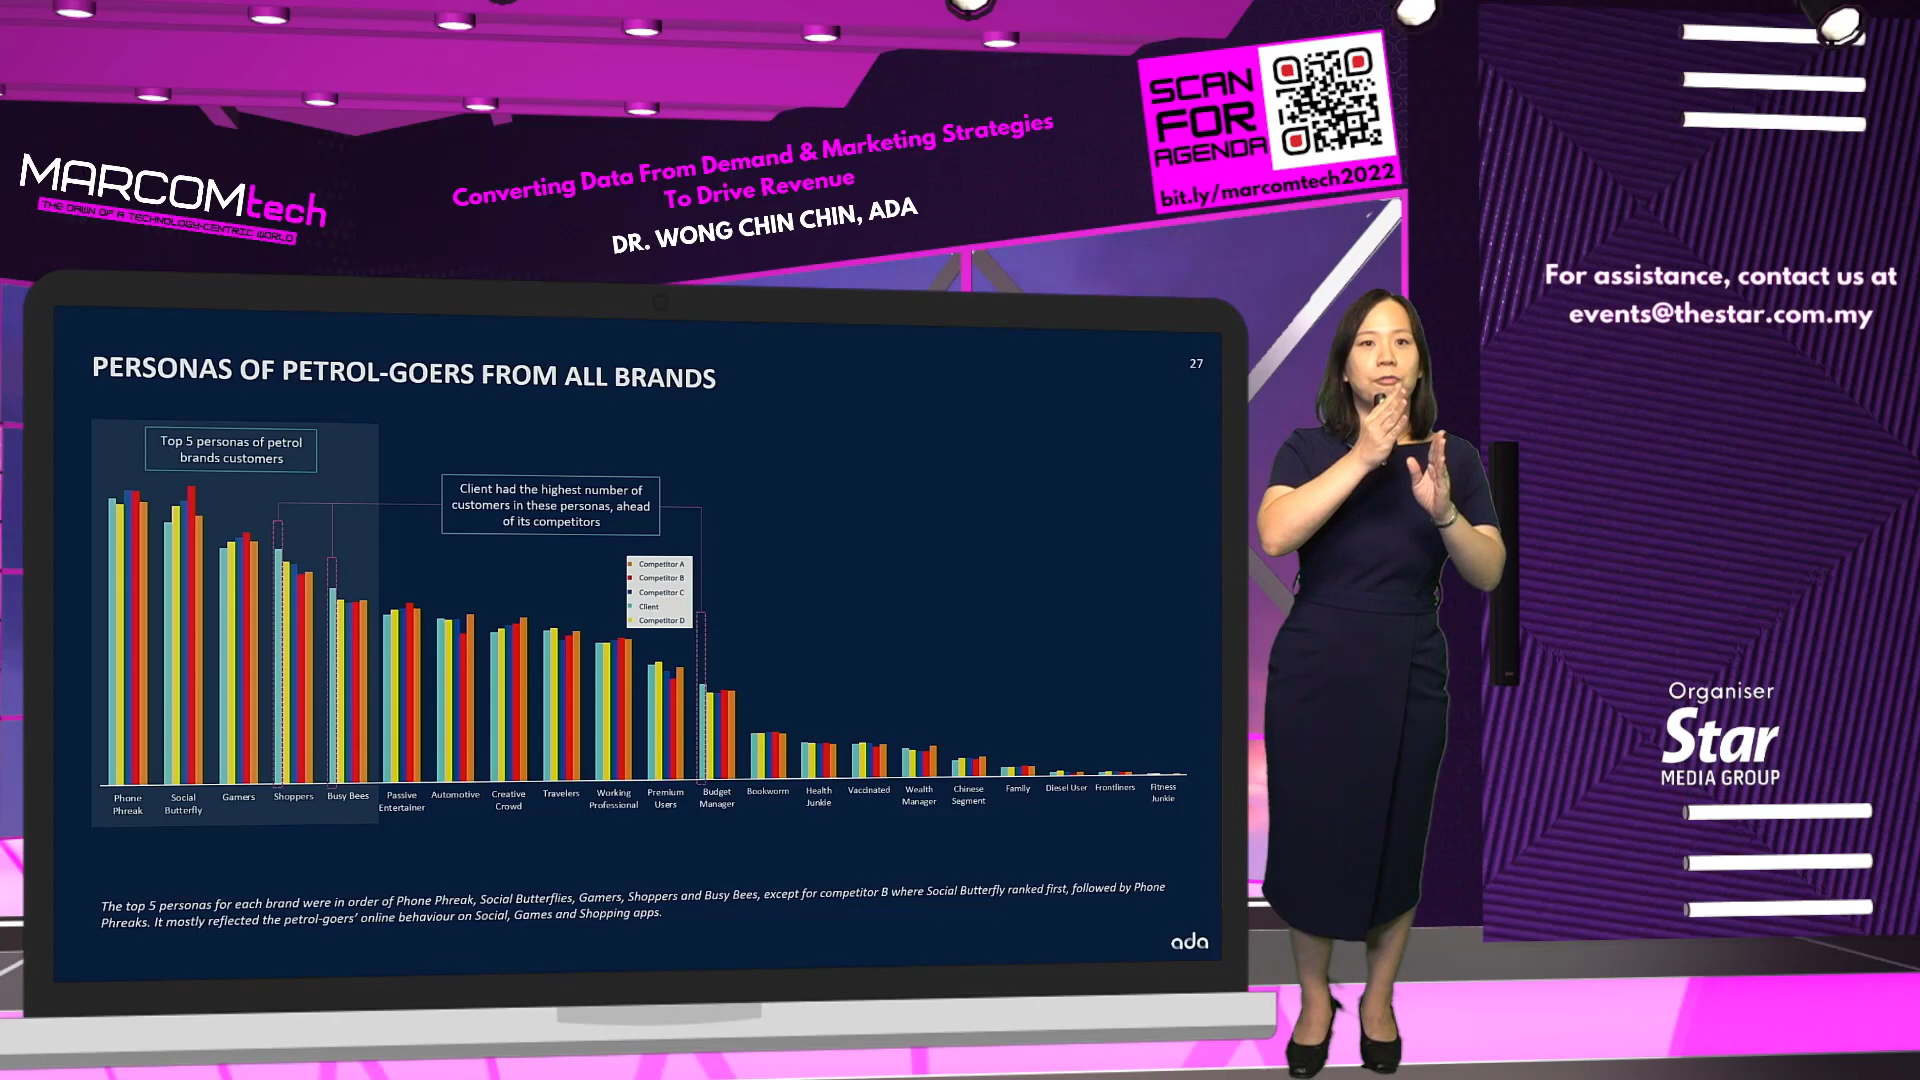 MARCOMtech
THE DAWN OF A TECHNOLOGY-CENTRIC WORLD
Converting Data From Demand & Marketing Strategies
To Drive Revenue
DR. WONG CHIN CHIN, ADA
SCAN
FOR
AGENDA
bit.ly/marcomtech2022
For assistance, contact us at
events@thestar.com.my
PERSONAS OF PETROL-GOERS FROM ALL BRANDS
27
Top 5 personas of petrol
brands customers
Client had the highest number of
customers in these personas, ahead
of its competitors
Competitor A
Competitor B
Competitor C
Client
Competitor D
Phone
Phreak
Social
Butterfly
Gamers
Shoppers
Busy Bees
Passive
Entertainer
Automotive
Creative
Crowd
Travelers
Working
Professional
Premium
Users
Budget
Manager
Bookworm
Health
Junkie
Vaccinated
Wealth
Manager
Chinese
Segment
Family
Diesel User
Frontliners
Fitness
Junkie
The top 5 personas for each brand were in order of Phone Phreak, Social Butterflies, Gamers, Shoppers and Busy Bees, except for competitor B where Social Butterfly ranked first, followed by Phone
Phreaks. It mostly reflected the petrol-goers' online behaviour on Social, Games and Shopping apps.
ada
Organiser
Star
MEDIA GROUP